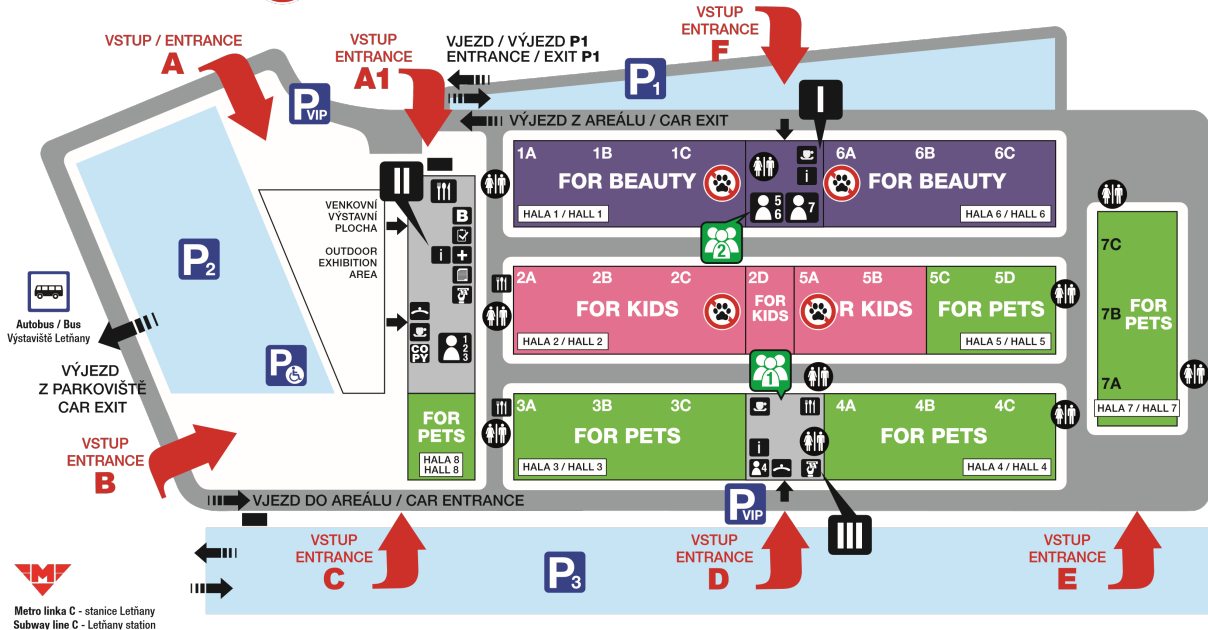 VSTUP / ENTRANCE
A
VSTUP
ENTRANCE
A1
VJEZD / VÝJEZD P1
ENTRANCE / EXIT P1
VSTUP
ENTRANCE
F
P VIP
P1
I
VÝJEZD Z AREÁLU / CAR EXIT
1A 1B 1C
FOR BEAUTY
HALA 1 / HALL 1
i
5
6
7
6A 6B 6C
FOR BEAUTY
HALA 6 / HALL 6
II
VENKOVNÍ
VÝSTAVNÍ
PLOCHA
OUTDOOR
EXHIBITION
AREA
B
i
CO
PY
1
2
3
2
P2
Autobus / Bus
Výstaviště Letňany
VÝJEZD
Z PARKOVIŠTĚ
CAR EXIT
P
2A 2B 2C
FOR KIDS
HALA 2 / HALL 2
2D
FOR
KIDS
5A 5B
R KIDS
5C 5D
FOR PETS
HALA 5 / HALL 5
7C
7B
7A
FOR
PETS
HALA 7 / HALL 7
1
FOR
PETS
HALA 8
HALL 8
3A 3B 3C
FOR PETS
HALA 3 / HALL 3
i
4
4A 4B 4C
FOR PETS
HALA 4 / HALL 4
VSTUP
ENTRANCE
B
VJEZD DO AREÁLU / CAR ENTRANCE
P VIP
III
VSTUP
ENTRANCE
C
P3
VSTUP
ENTRANCE
D
VSTUP
ENTRANCE
E
M
Metro linka C - stanice Letňany
Subway line C - Letňany station